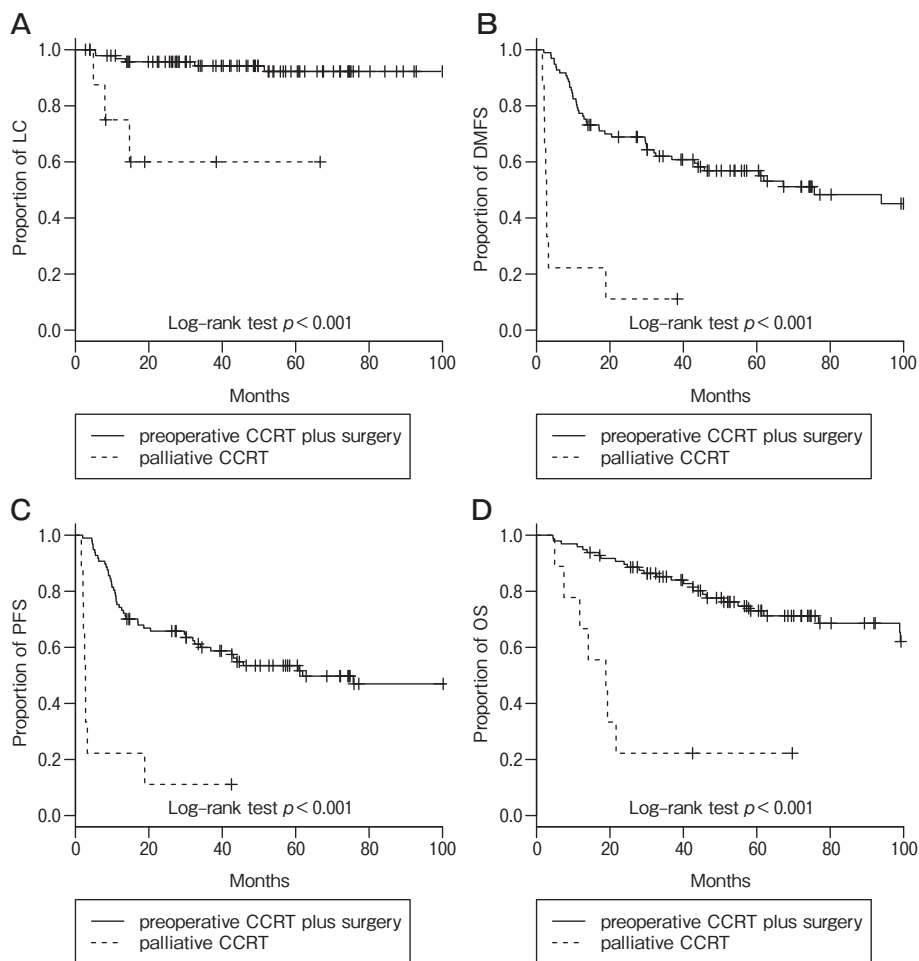 A
Proportion of LC
1.0
0.8
0.6
0.4
0.2
0.0
Log-rank test p < 0.001
0 20 40 60 80 100
Months
preoperative CCRT plus surgery
palliative CCRT
B
Proportion of DMFS
1.0
0.8
0.6
0.4
0.2
0.0
Log-rank test p < 0.001
0 20 40 60 80 100
Months
preoperative CCRT plus surgery
palliative CCRT
C
Proportion of PFS
1.0
0.8
0.6
0.4
0.2
0.0
Log-rank test p < 0.001
0 20 40 60 80 100
Months
preoperative CCRT plus surgery
palliative CCRT
D
Proportion of OS
1.0
0.8
0.6
0.4
0.2
0.0
Log-rank test p < 0.001
0 20 40 60 80 100
Months
preoperative CCRT plus surgery
palliative CCRT